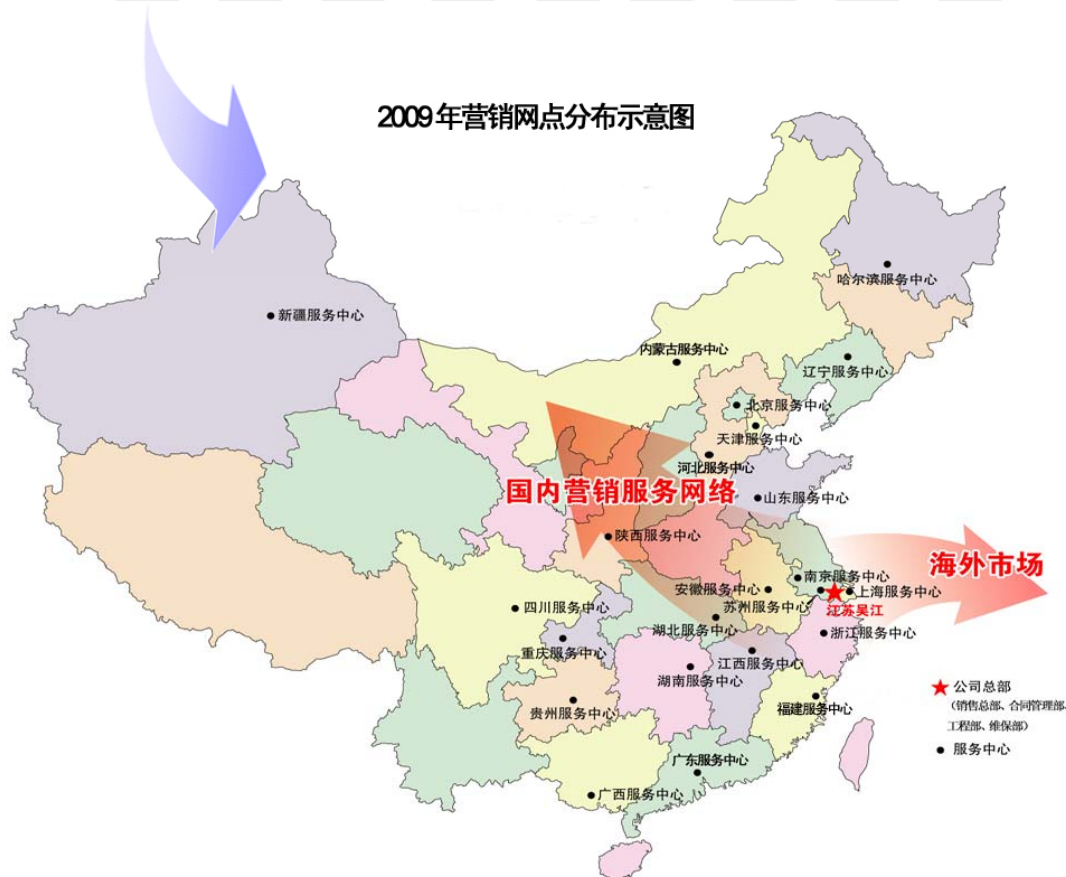 2009年营销网点分布示意图
哈尔滨服务中心
新疆服务中心
内蒙古服务中心
辽宁服务中心
北京服务中心
天津服务中心
河北服务中心
国内营销服务网络
山东服务中心
陕西服务中心
海外市场
南京服务中心
安徽服务中心
上海服务中心
苏州服务中心
江苏吴江
四川服务中心
湖北服务中心
浙江服务中心
重庆服务中心
江西服务中心
湖南服务中心
公司总部
(销售总部、合同管理部、
工程部、维保部)
贵州服务中心
福建服务中心
服务中心
广东服务中心
广西服务中心